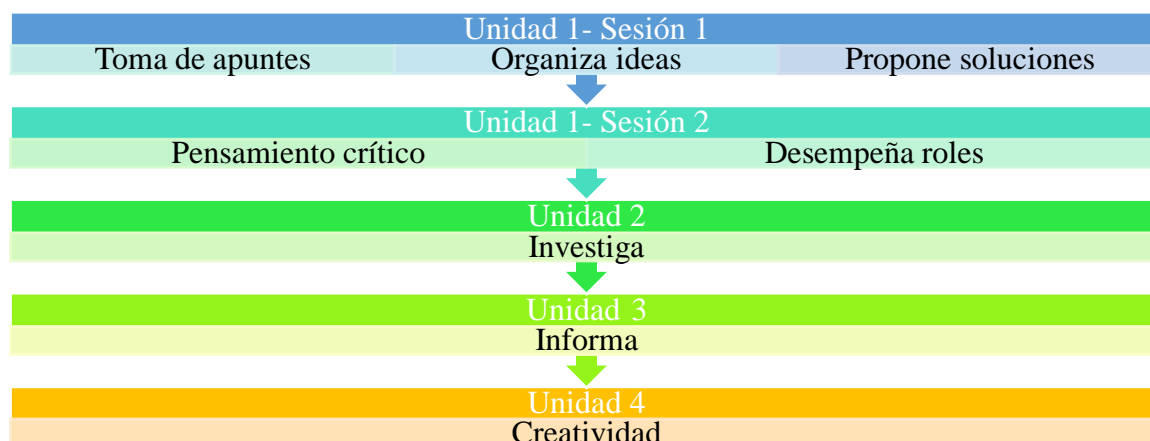 Unidad 1- Sesión 1
Toma de apuntes Organiza ideas Propone soluciones
Unidad 1- Sesión 2
Pensamiento crítico Desempeña roles
Unidad 2
Investiga
Unidad 3
Informa
Unidad 4
Creatividad